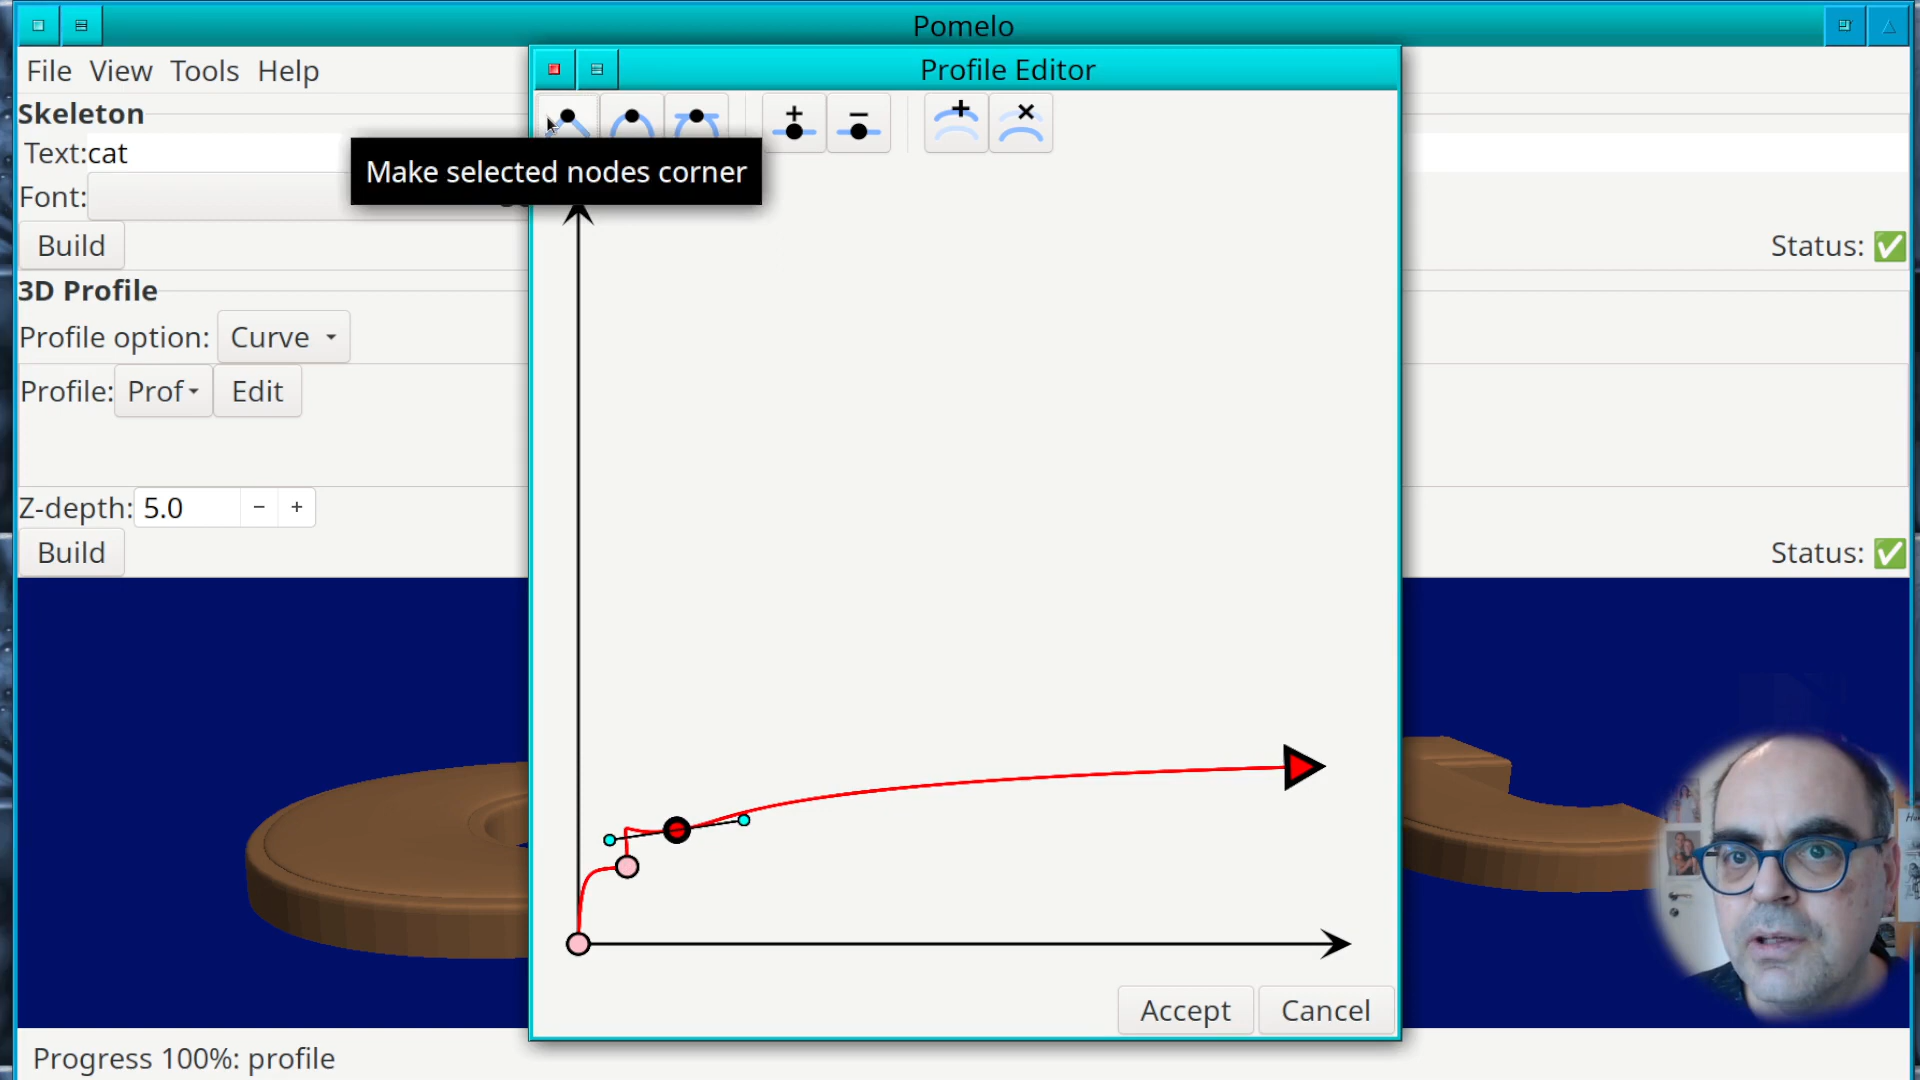 Pomelo
File View Tools Help
Profile Editor
Skeleton
Text:cat
Make selected nodes corner
Font:
Build
Status: ✅
3D Profile
Profile option: Curve
Profile: Prof Edit
Z-depth: 5.0 − +
Build
Status: ✅
Accept Cancel
Progress 100%: profile